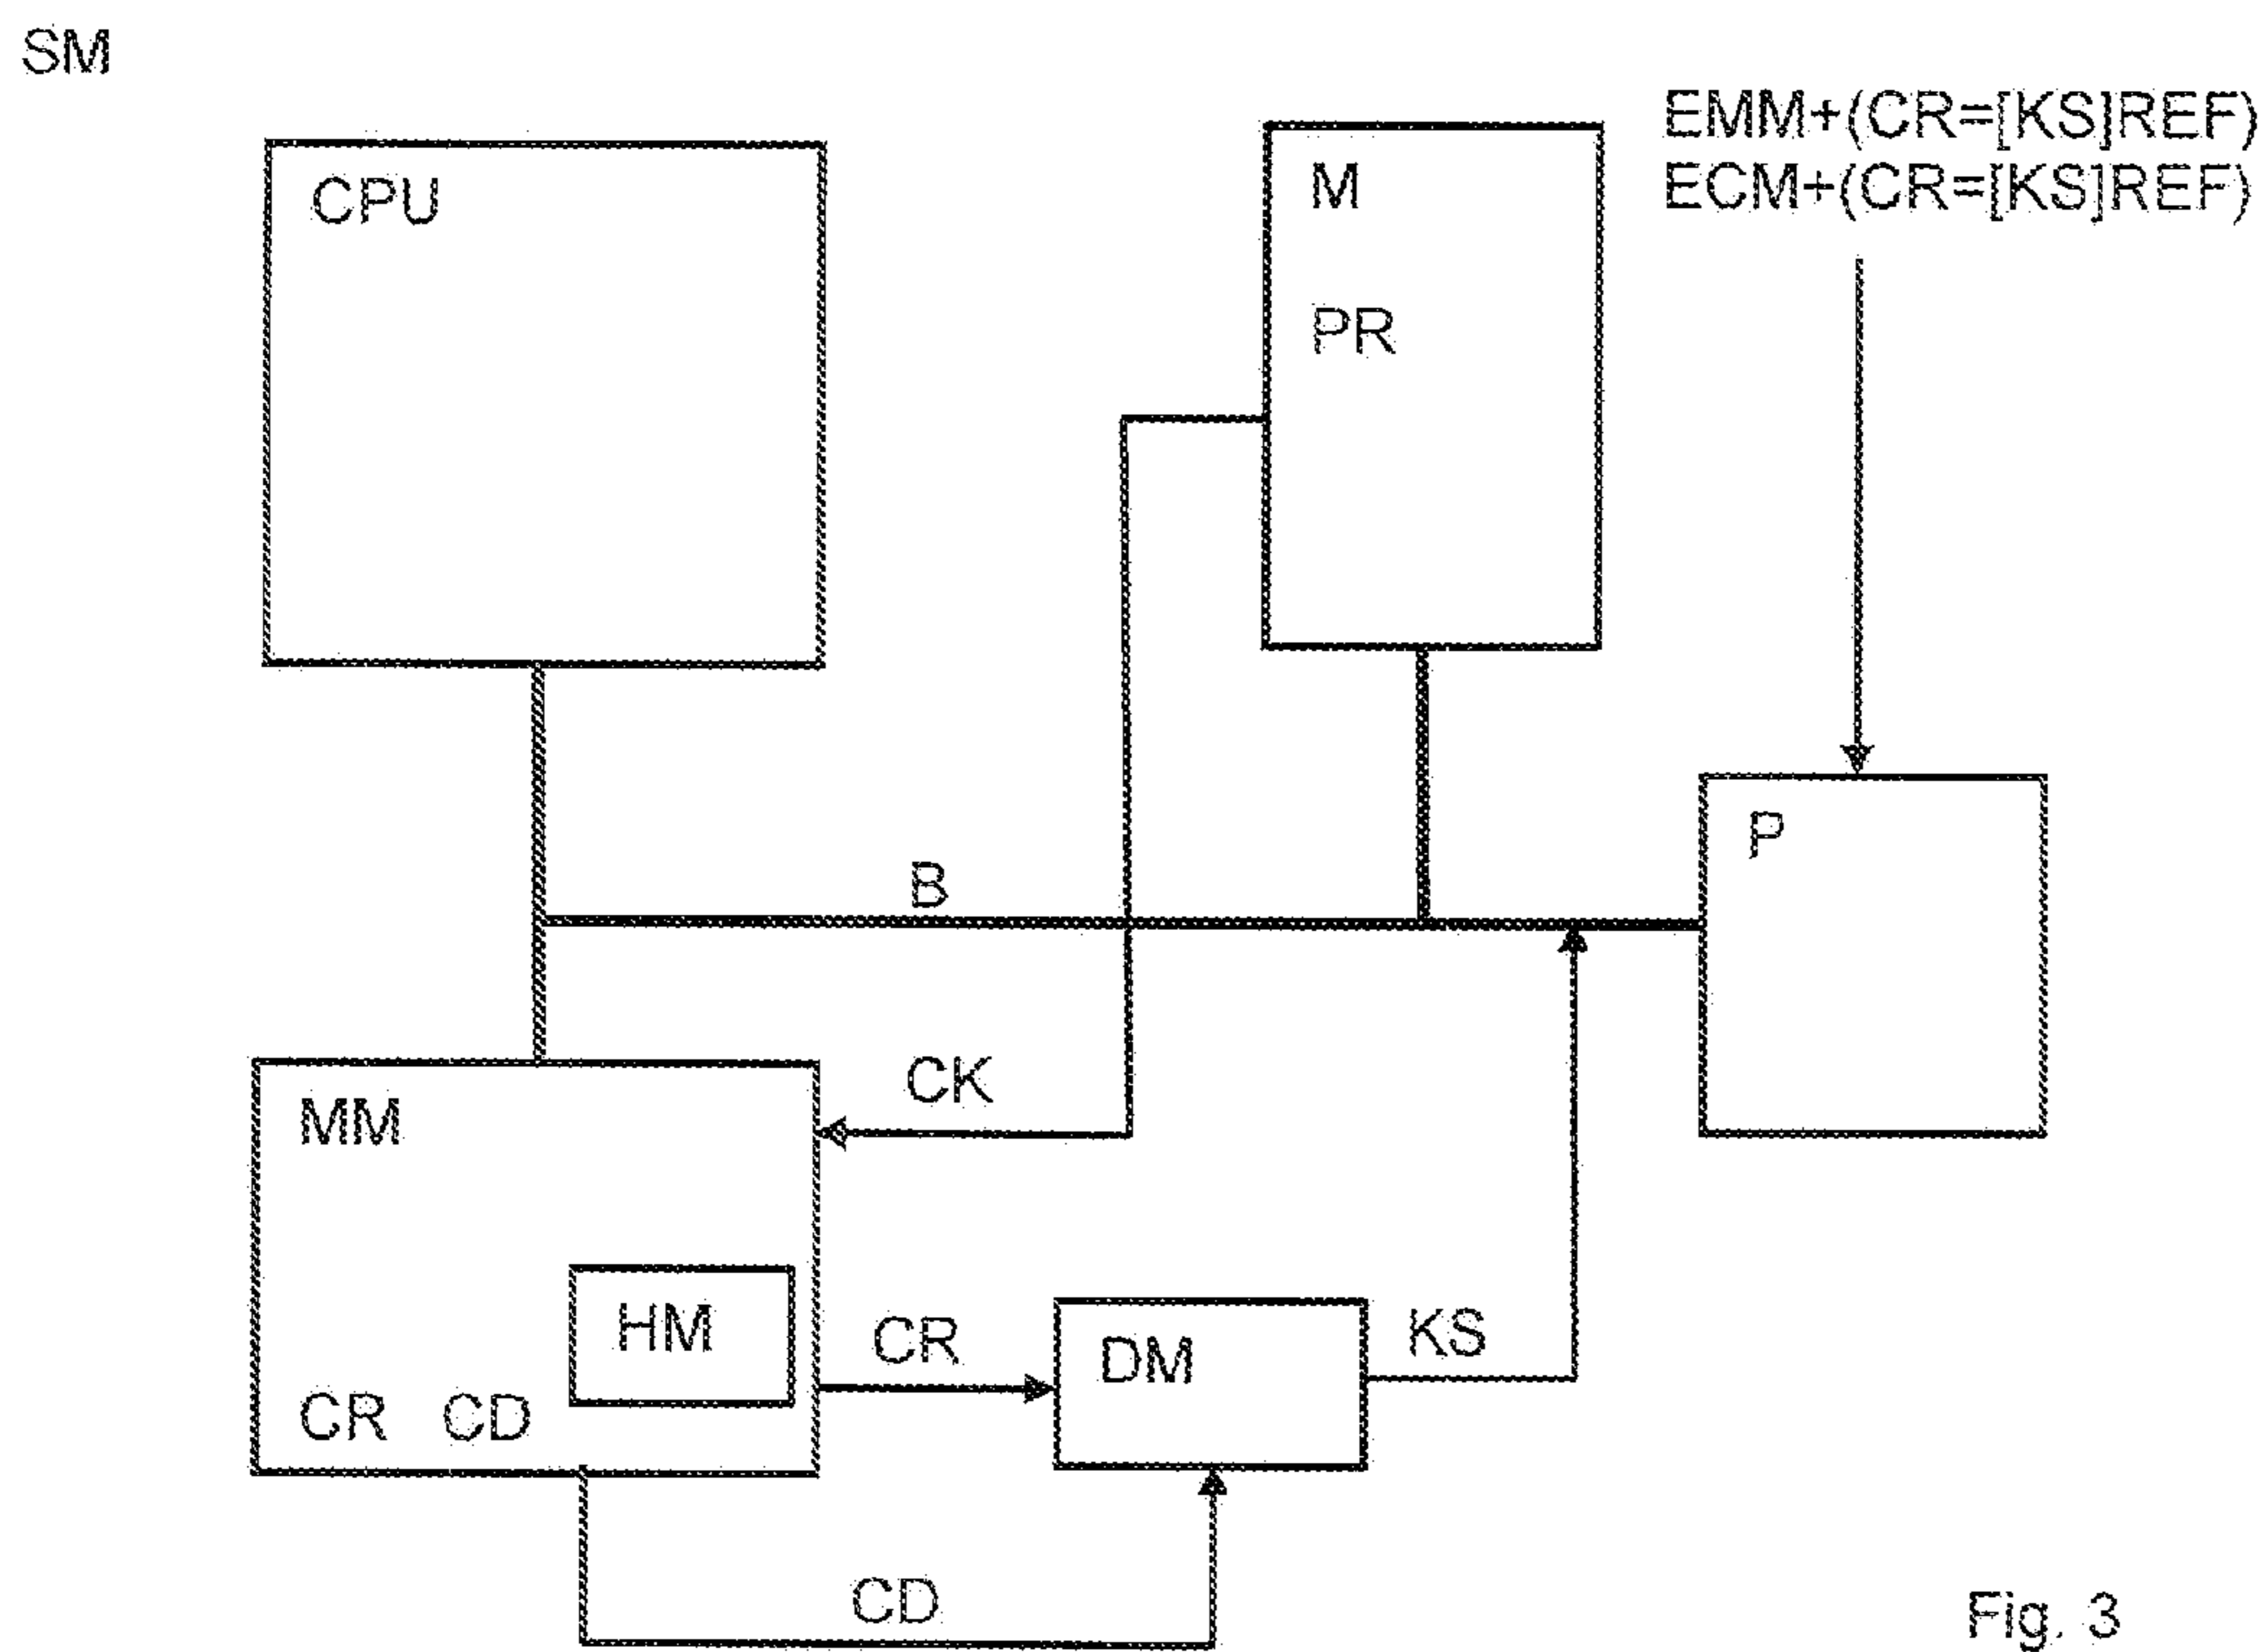 SM
EMM+(CR=[KS]REF)
ECM+(CR=[KS]REF)
CPU
M
PR
P
B
CK
MM
HM
CR
DM
KS
CR CD
CD
Fig. 3